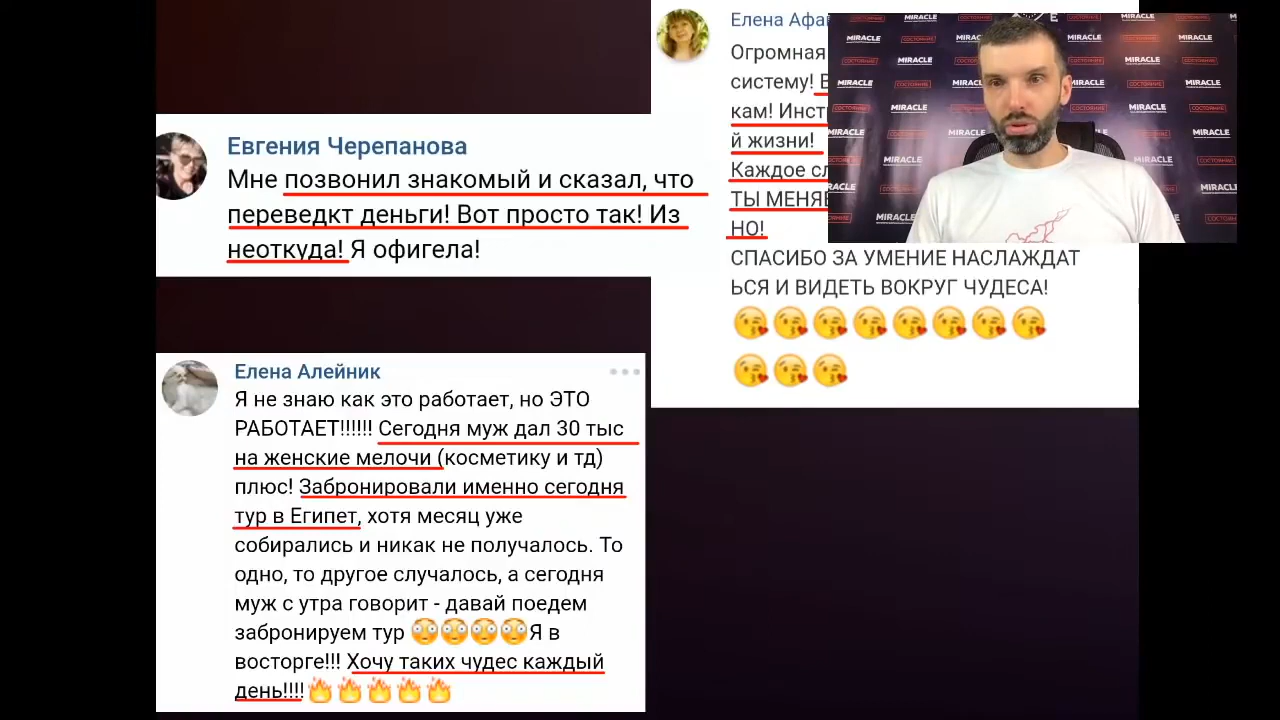 Евгения Черепанова
Мне позвонил знакомый и сказал, что
переведкт деньги! Вот просто так! Из
неоткуда! Я офигела!
Елена Алейник
Я не знаю как это работает, но ЭТО
РАБОТАЕТ!!!!!! Сегодня муж дал 30 тыс
на женские мелочи (косметику и тд)
плюс! Забронировали именно сегодня
тур в Египет, хотя месяц уже
собирались и никак не получалось. То
одно, то другое случалось, а сегодня
муж с утра говорит - давай поедем
забронируем тур 😳😳😳😳Я в
восторге!!! Хочу таких чудес каждый
день!!!!🔥🔥🔥🔥🔥
Елена
Огромная
систему!
кам!
й жизни!
Каждое
ТЫ
НО!
СПАСИБО ЗА УМЕНИЕ НАСЛАЖДАТ
ЬСЯ И ВИДЕТЬ ВОКРУГ ЧУДЕСА!
😘😘😘😘😘😘😘😘
😘😘😘
MIRACLE
СОСТОЯНИЕ